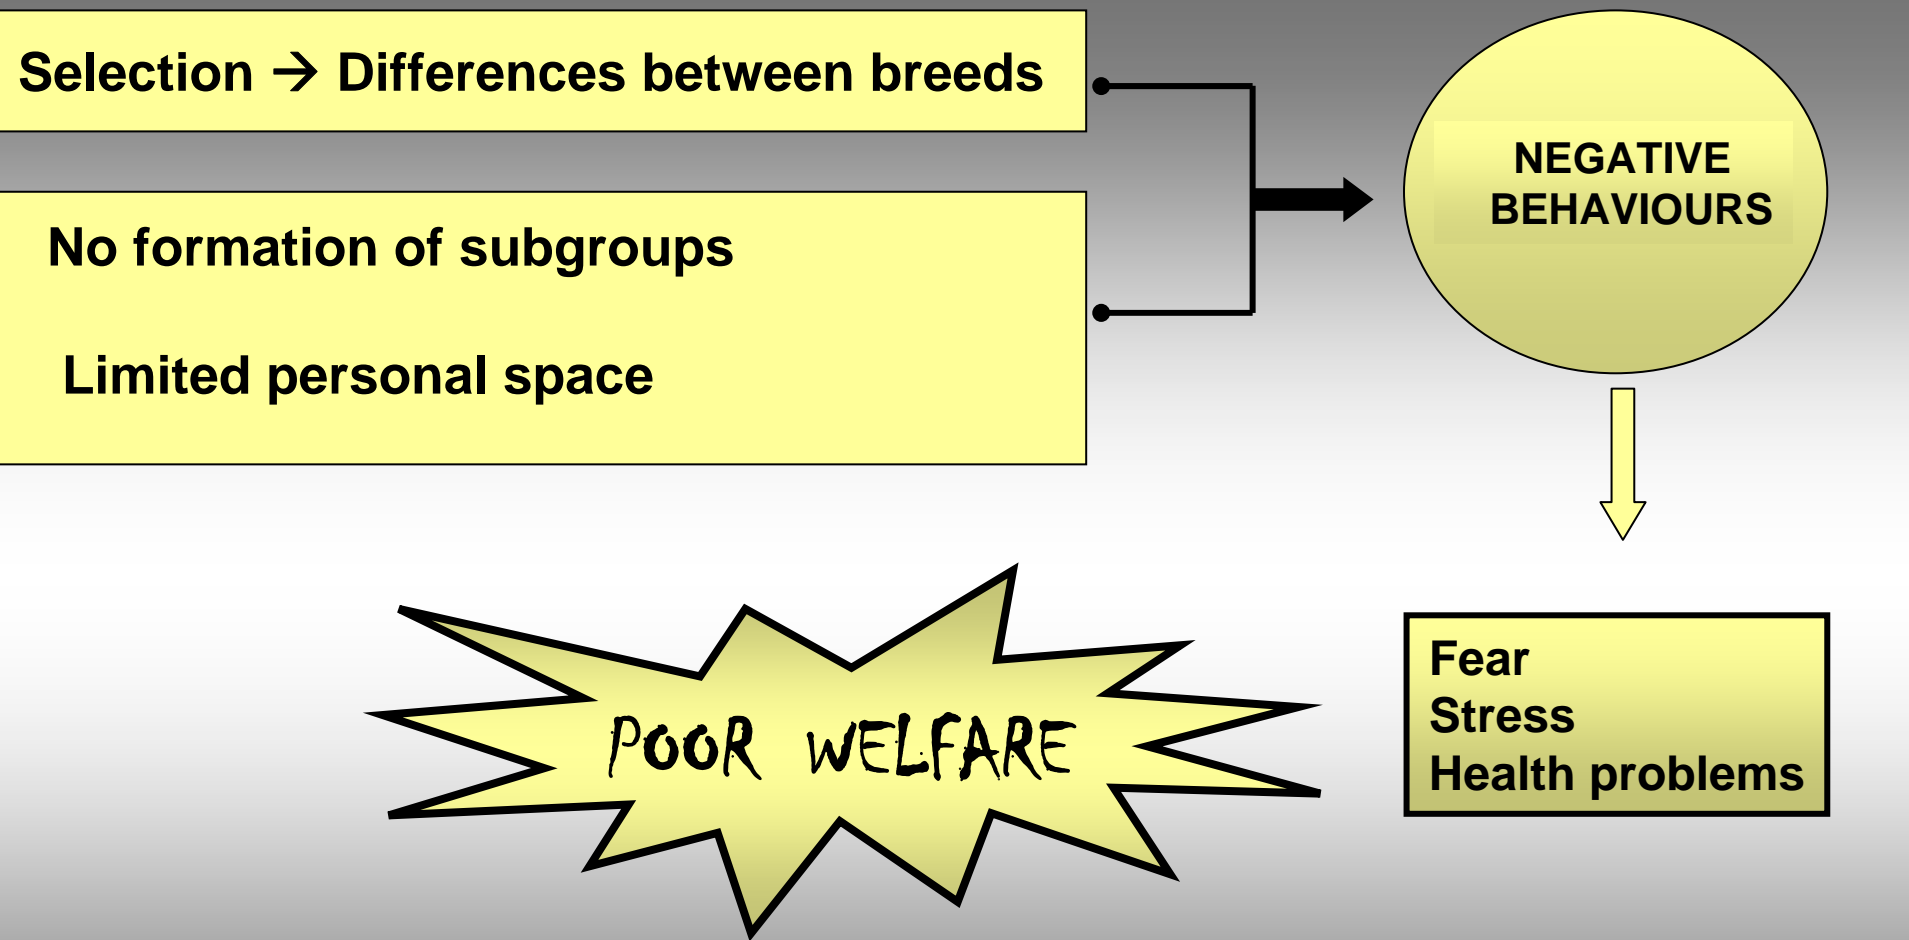 Selection → Differences between breeds
No formation of subgroups
Limited personal space
NEGATIVE
BEHAVIOURS
Fear
Stress
Health problems
POOR WELFARE